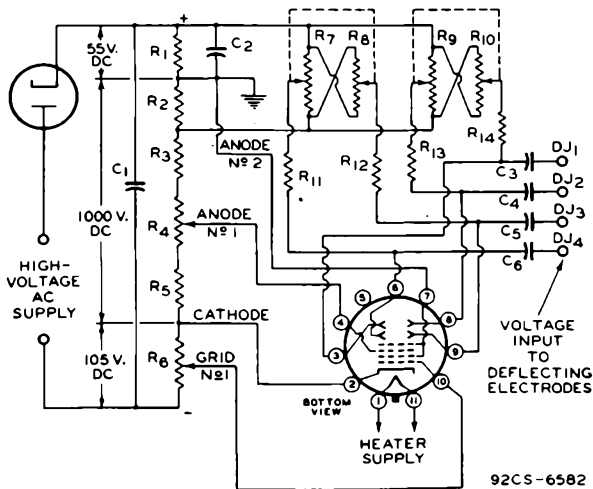 +
55 V.
DC
R1
C2
R7
R8
R9
R10
R2
R3
ANODE
Nº 2
R11
R12
R13
R14
C3
DJ1
C4
DJ2
C5
DJ3
C6
DJ4
C1
1000 V.
DC
R4
ANODE
Nº 1
HIGH-
VOLTAGE
AC
SUPPLY
R5
CATHODE
105 V.
DC
R6
GRID
Nº1
5
6
7
4
8
3
9
2
10
1
11
BOTTOM
VIEW
HEATER
SUPPLY
VOLTAGE
INPUT
TO
DEFLECTING
ELECTRODES
92CS-6582